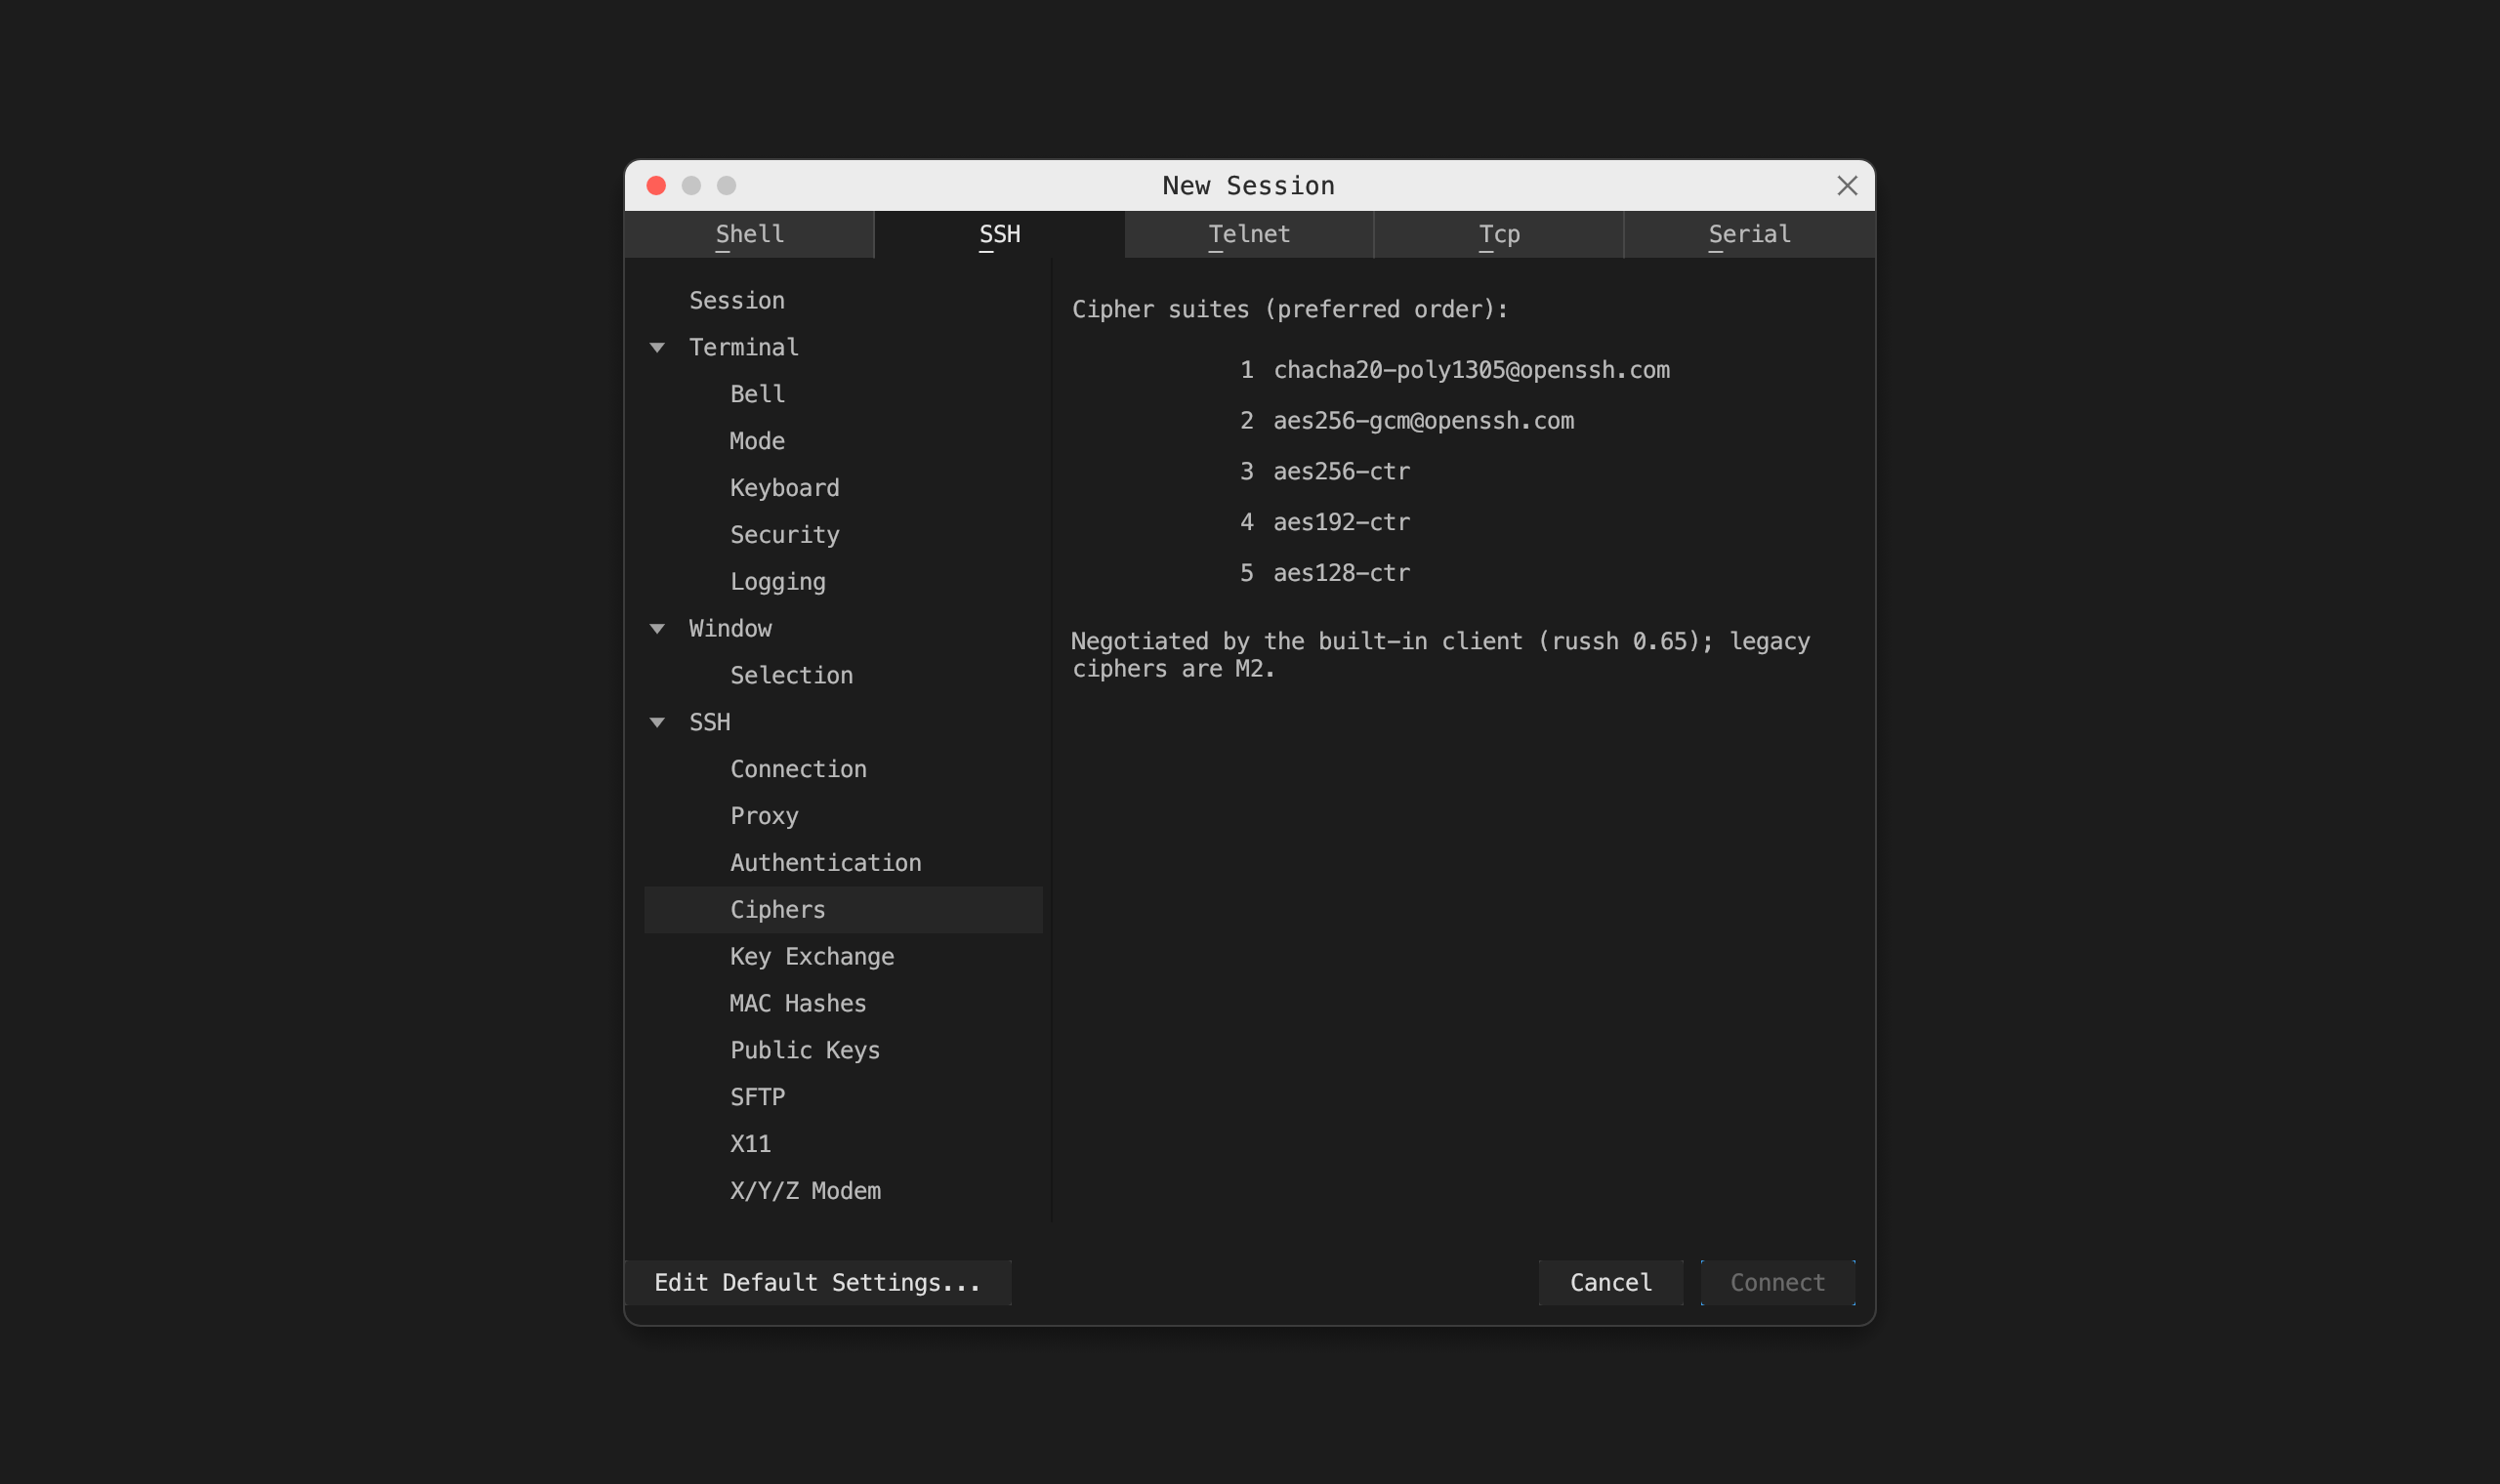 New Session
Shell
SSH
Telnet
Tcp
Serial
Session
Terminal
Bell
Mode
Keyboard
Security
Logging
Window
Selection
SSH
Connection
Proxy
Authentication
Ciphers
Key Exchange
MAC Hashes
Public Keys
SFTP
X11
X/Y/Z Modem
Cipher suites (preferred order):
1 chacha20-poly1305@openssh.com
2 aes256-gcm@openssh.com
3 aes256-ctr
4 aes192-ctr
5 aes128-ctr
Negotiated by the built-in client (russh 0.65); legacy
ciphers are M2.
Edit Default Settings...
Cancel
Connect